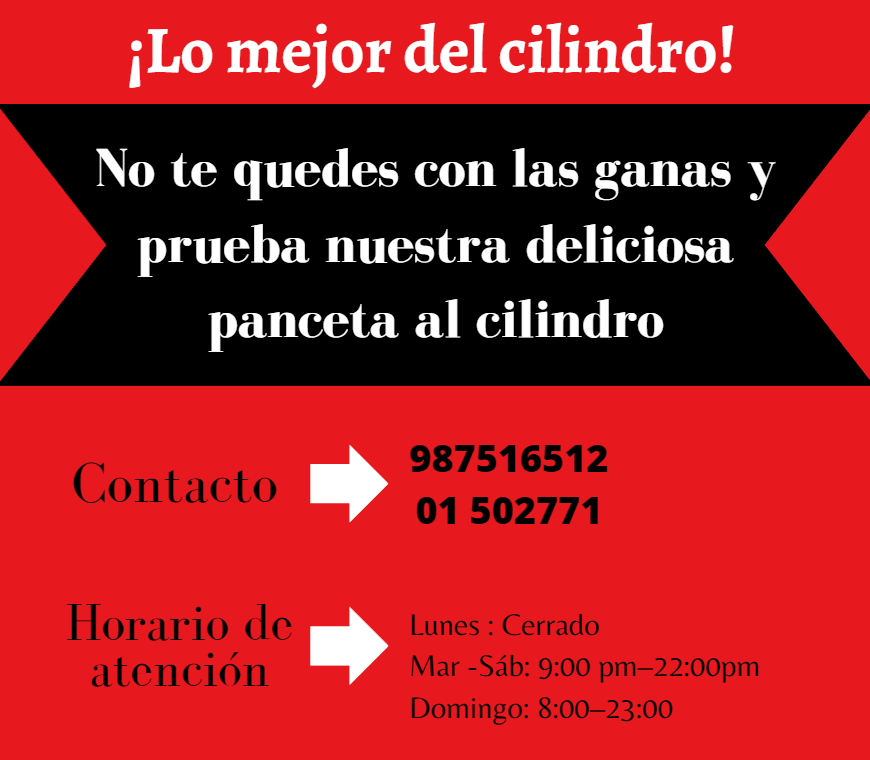 ¡Lo mejor del cilindro!
No te quedes con las ganas y
prueba nuestra deliciosa
panceta al cilindro
Contacto
987516512
01 502771
Horario de
atención
Lunes : Cerrado
Mar -Sáb: 9:00 pm–22:00pm
Domingo: 8:00–23:00